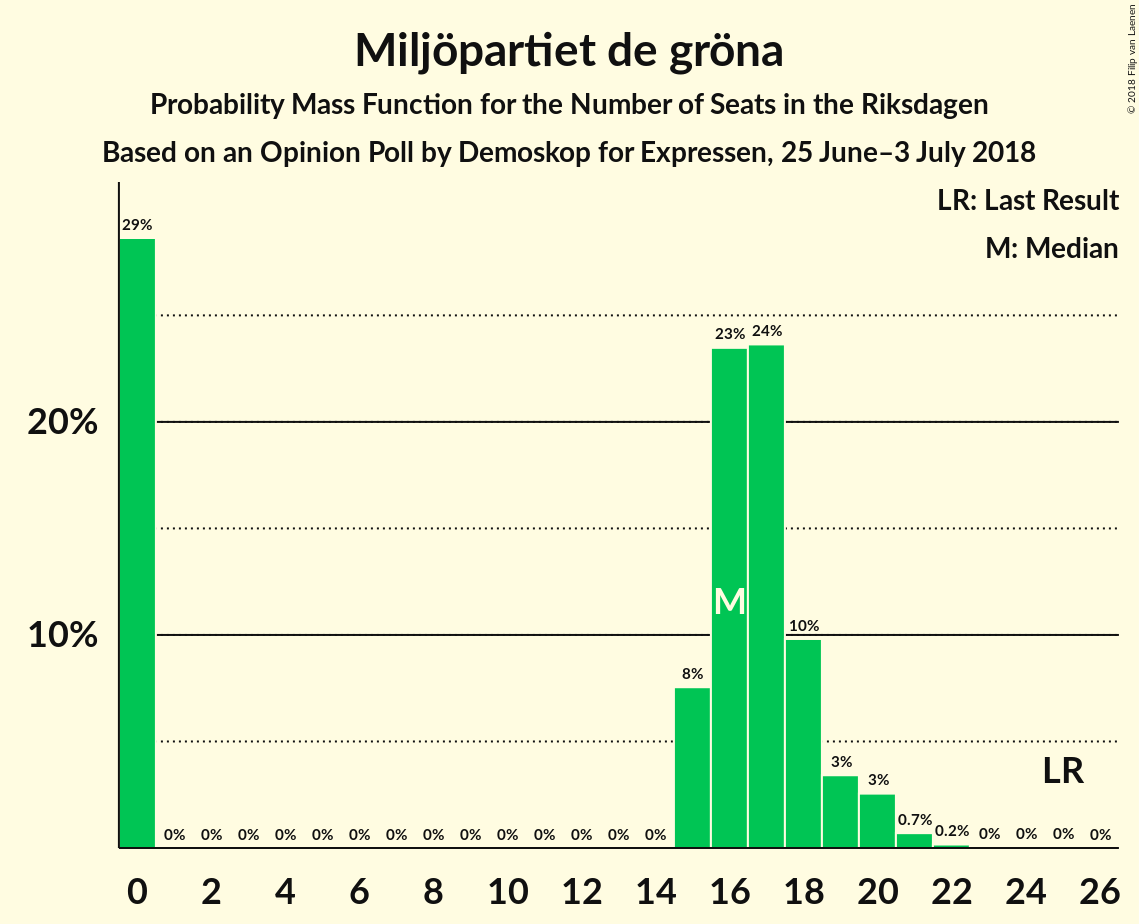 Miljöpartiet de gröna
Probability Mass Function for the Number of Seats in the Riksdagen
Based on an Opinion Poll by Demoskop for Expressen, 25 June–3 July 2018
© 2018 Filip van Laenen
LR: Last Result
M: Median
29%
23% 24%
20%
M
10%
10%
8%
LR
3%
3%
0.7%
0% 0% 0% 0% 0% 0% 0% 0% 0% 0% 0% 0% 0% 0% 0.2% 0% 0% 0% 0%
0 2 4 6 8 10 12 14 16 18 20 22 24 26